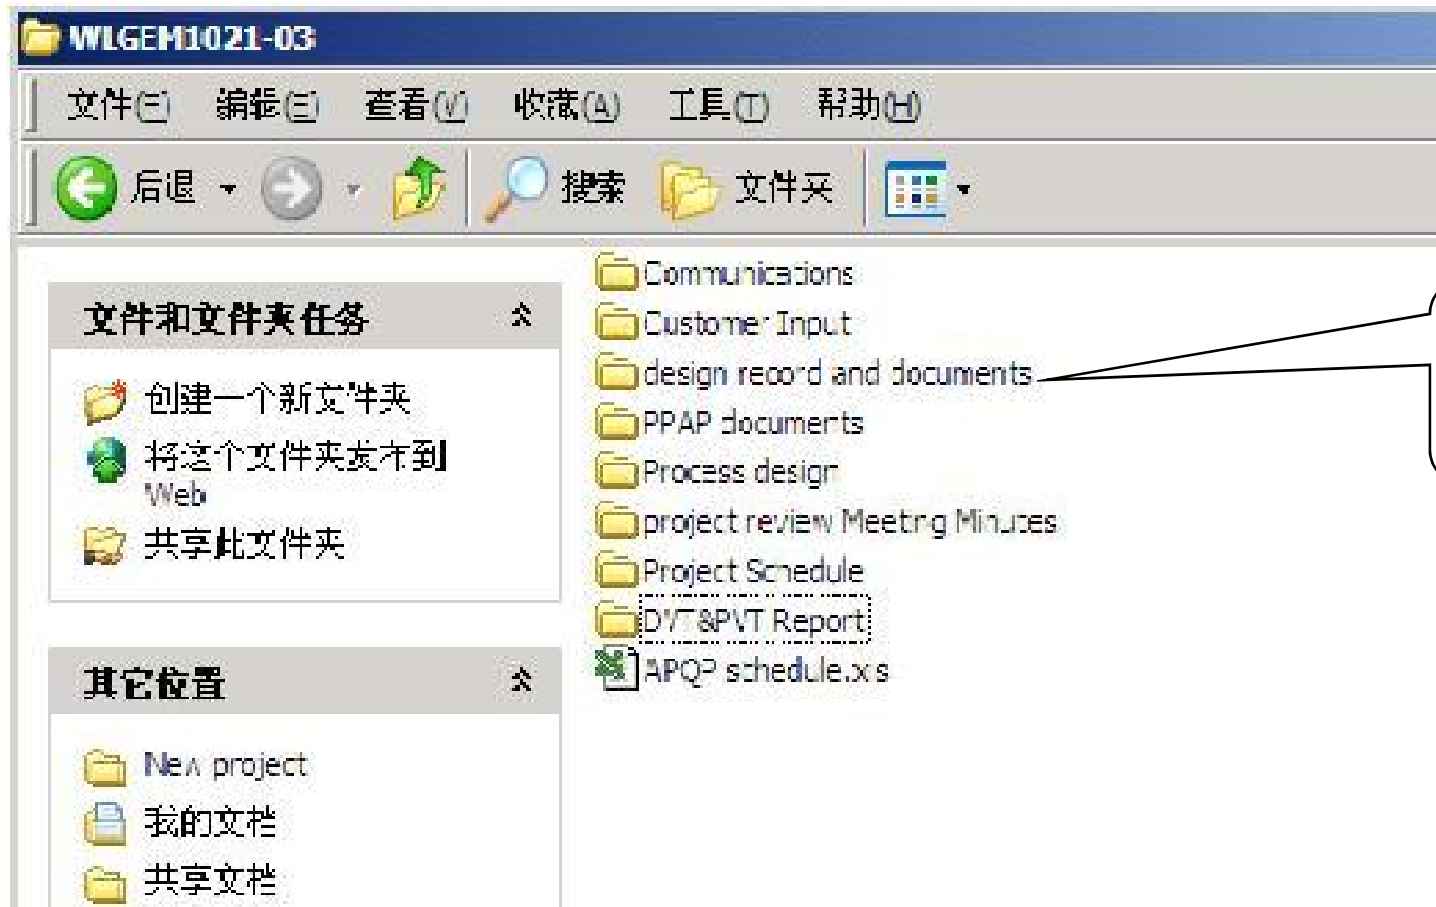 WLGEM1021-03
文件(F) 编辑(E) 查看(V) 收藏(A) 工具(T) 帮助(H)
后退 搜索 文件夹
文件和文件夹任务
创建一个新文件夹
将这个文件夹发布到
Web
共享此文件夹
其它位置
New project
我的文档
共享文档
Communications
Customer Input
design record and documents
PPAP documents
Process design
project review Meeting Minutes
Project Schedule
DVT&PVT Report
APQP schedule.xls